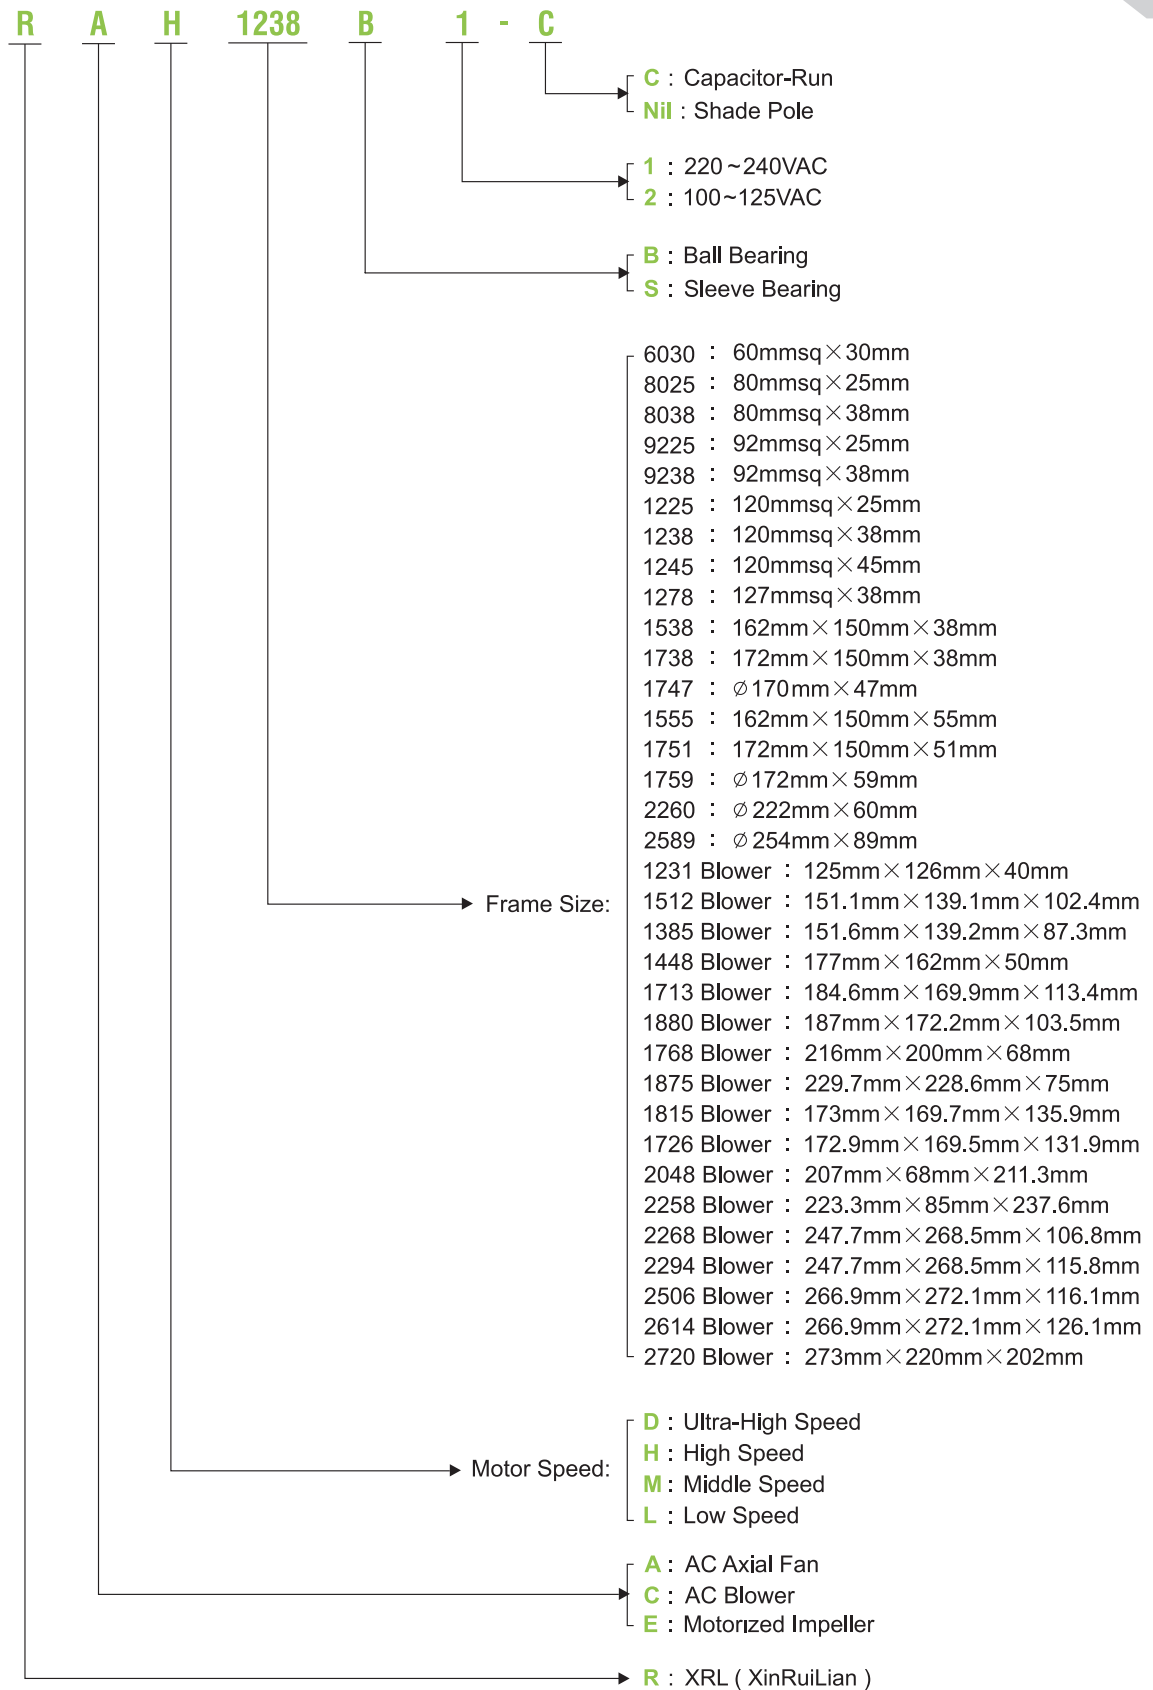 R A H 1238 B 1 - C
C : Capacitor-Run
Nil : Shade Pole
1 : 220~240VAC
2 : 100~125VAC
B : Ball Bearing
S : Sleeve Bearing
6030 : 60mmsq×30mm
8025 : 80mmsq×25mm
8038 : 80mmsq×38mm
9225 : 92mmsq×25mm
9238 : 92mmsq×38mm
1225 : 120mmsq×25mm
1238 : 120mmsq×38mm
1245 : 120mmsq×45mm
1278 : 127mmsq×38mm
1538 : 162mm×150mm×38mm
1738 : 172mm×150mm×38mm
1747 : ∅170mm×47mm
1555 : 162mm×150mm×55mm
1751 : 172mm×150mm×51mm
1759 : ∅172mm×59mm
2260 : ∅222mm×60mm
2589 : ∅254mm×89mm
1231 Blower : 125mm×126mm×40mm
Frame Size: 1512 Blower : 151.1mm×139.1mm×102.4mm
1385 Blower : 151.6mm×139.2mm×87.3mm
1448 Blower : 177mm×162mm×50mm
1713 Blower : 184.6mm×169.9mm×113.4mm
1880 Blower : 187mm×172.2mm×103.5mm
1768 Blower : 216mm×200mm×68mm
1875 Blower : 229.7mm×228.6mm×75mm
1815 Blower : 173mm×169.7mm×135.9mm
1726 Blower : 172.9mm×169.5mm×131.9mm
2048 Blower : 207mm×68mm×211.3mm
2258 Blower : 223.3mm×85mm×237.6mm
2268 Blower : 247.7mm×268.5mm×106.8mm
2294 Blower : 247.7mm×268.5mm×115.8mm
2506 Blower : 266.9mm×272.1mm×116.1mm
2614 Blower : 266.9mm×272.1mm×126.1mm
2720 Blower : 273mm×220mm×202mm
D : Ultra-High Speed
H : High Speed
Motor Speed:
M : Middle Speed
L : Low Speed
A : AC Axial Fan
C : AC Blower
E : Motorized Impeller
R : XRL ( XinRuiLian )